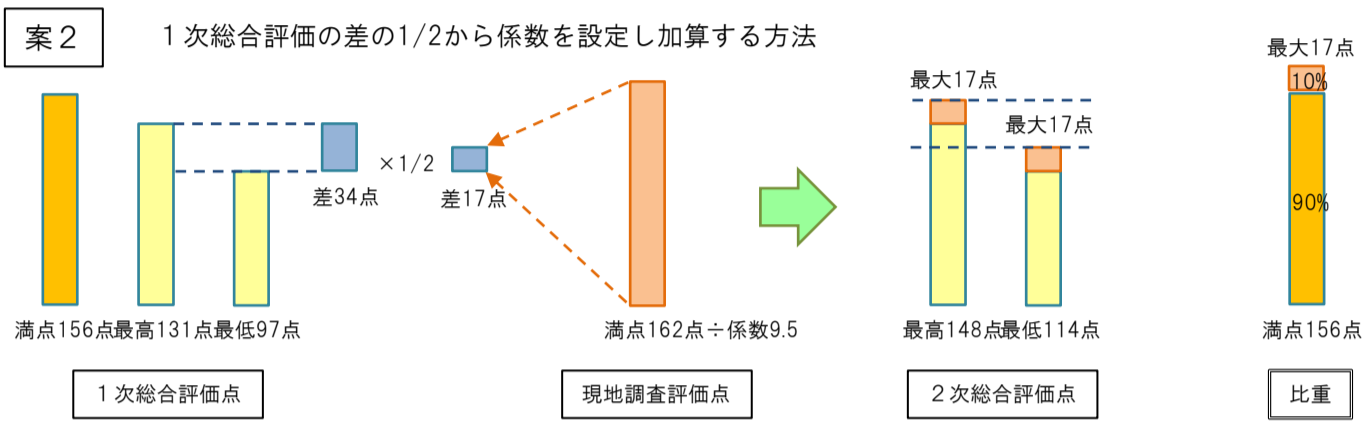 案２
１次総合評価の差の1/2から係数を設定し加算する方法
最大17点
10%
90%
最大17点
最大17点
×1/2
差34点
差17点
満点156点
最高131点
最低97点
満点162点÷係数9.5
最高148点
最低114点
満点156点
１次総合評価点
現地調査評価点
２次総合評価点
比重